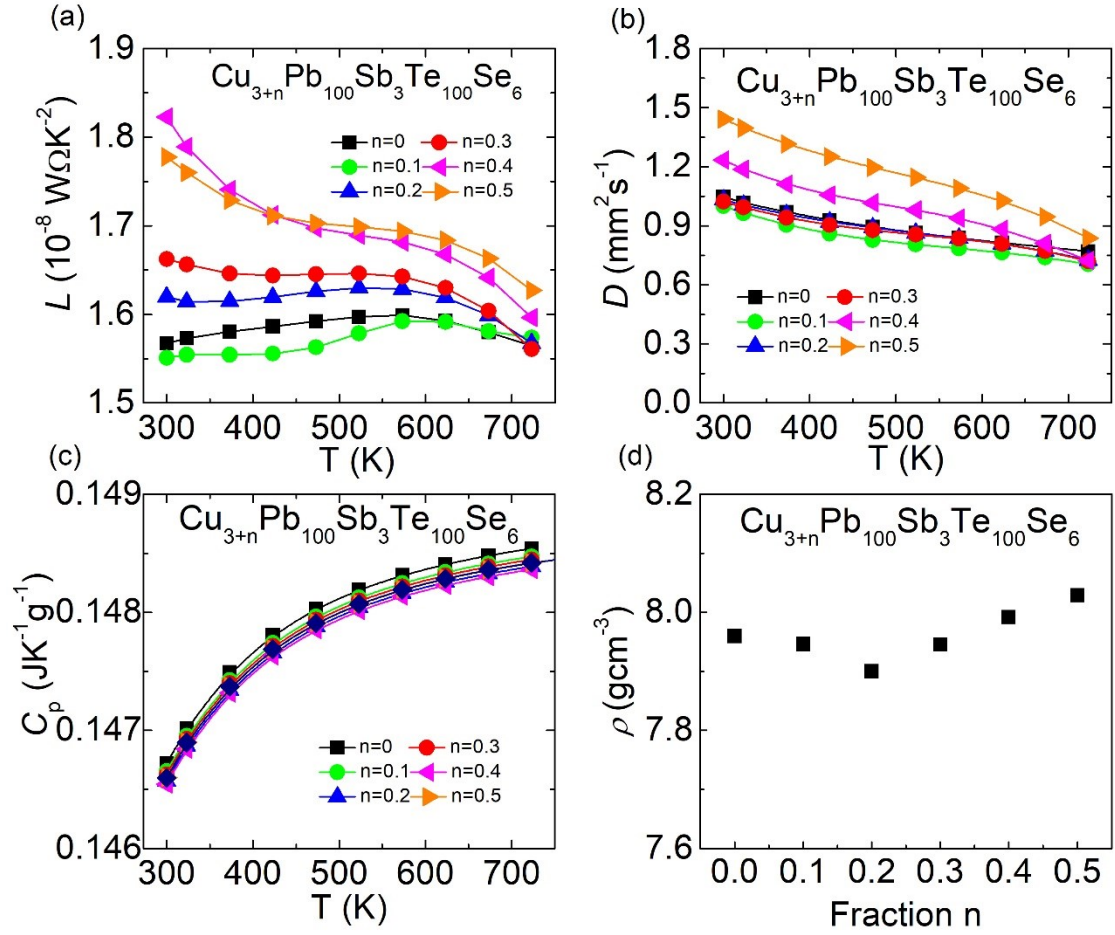 (a)
Cu3+nPb100Sb3Te100Se6
n=0 n=0.3
n=0.1 n=0.4
n=0.2 n=0.5
L (10-8 WΩK-2)
1.9
1.8
1.7
1.6
1.5
300 400 500 600 700
T (K)
(b)
Cu3+nPb100Sb3Te100Se6
n=0 n=0.3
n=0.1 n=0.4
n=0.2 n=0.5
D (mm2s-1)
1.8
1.5
1.2
0.9
0.6
0.3
0.0
300 400 500 600 700
T (K)
(c)
Cu3+nPb100Sb3Te100Se6
n=0 n=0.3
n=0.1 n=0.4
n=0.2 n=0.5
Cp (JK-1g-1)
0.149
0.148
0.147
0.146
300 400 500 600 700
T (K)
(d)
Cu3+nPb100Sb3Te100Se6
ρ (gcm-3)
8.2
8.0
7.8
7.6
0.0 0.1 0.2 0.3 0.4 0.5
Fraction n